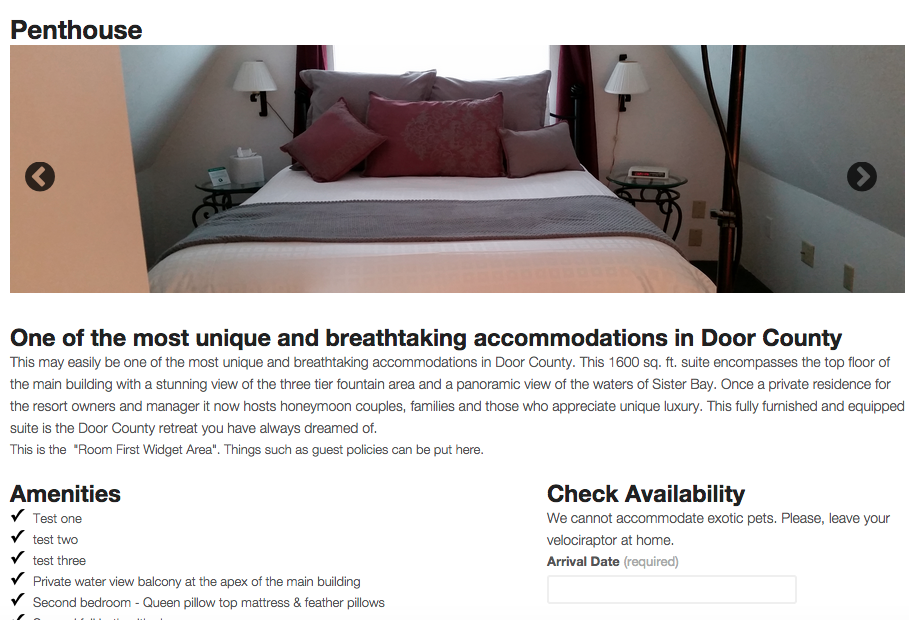 Penthouse
One of the most unique and breathtaking accommodations in Door County
This may easily be one of the most unique and breathtaking accommodations in Door County. This 1600 sq. ft. suite encompasses the top floor of
the main building with a stunning view of the three tier fountain area and a panoramic view of the waters of Sister Bay. Once a private residence for
the resort owners and manager it now hosts honeymoon couples, families and those who appreciate unique luxury. This fully furnished and equipped
suite is the Door County retreat you have always dreamed of.
This is the  "Room First Widget Area". Things such as guest policies can be put here.
Amenities
Test one
test two
test three
Private water view balcony at the apex of the main building
Second bedroom - Queen pillow top mattress & feather pillows
Check Availability
We cannot accommodate exotic pets. Please, leave your
velociraptor at home.
Arrival Date (required)